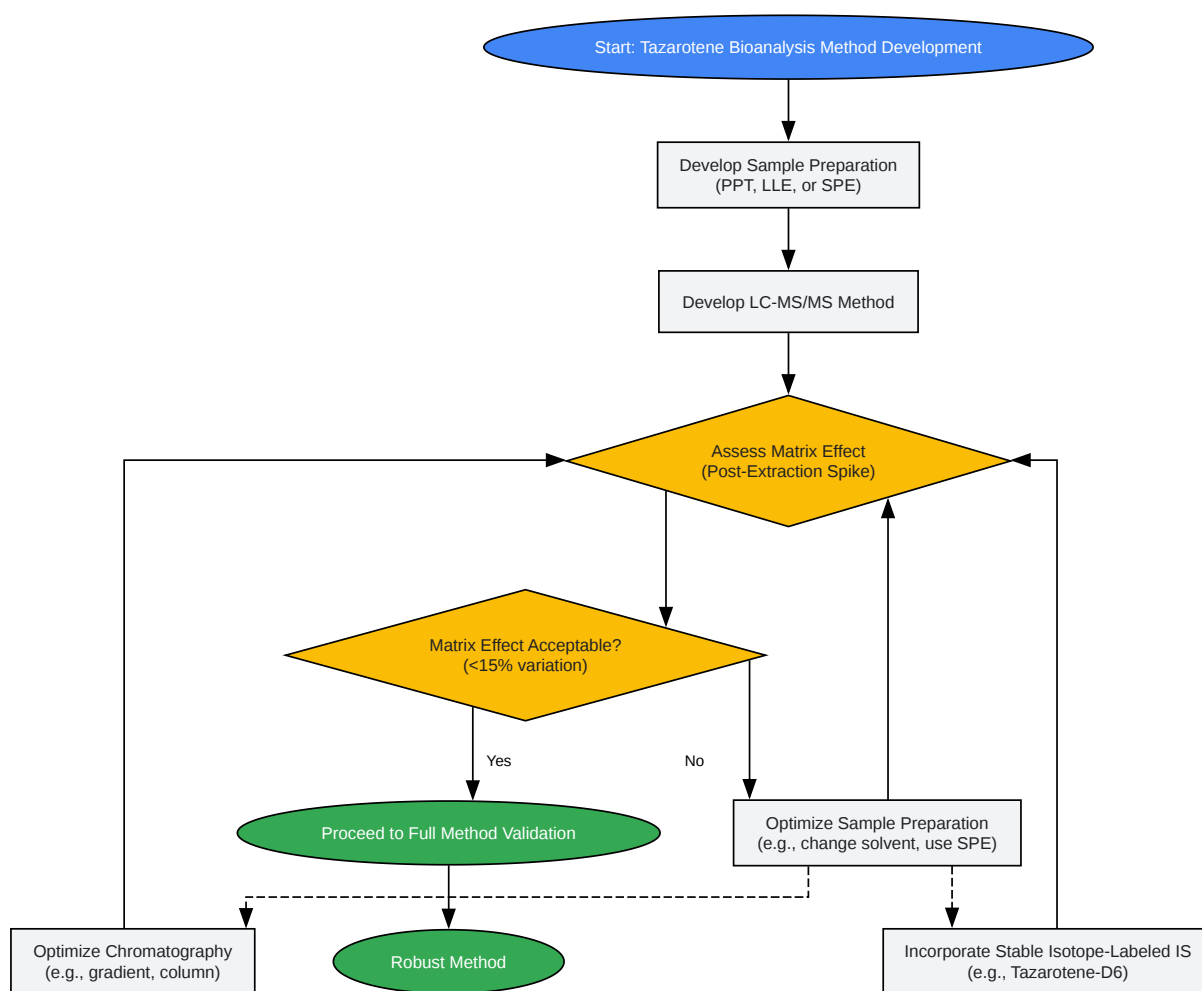 Start: Tazarotene Bioanalysis Method Development
Develop Sample Preparation
(PPT, LLE, or SPE)
Develop LC-MS/MS Method
Assess Matrix Effect
(Post-Extraction Spike)
Matrix Effect Acceptable?
(<15% variation)
Yes
No
Proceed to Full Method Validation
Optimize Sample Preparation
(e.g., change solvent, use SPE)
Optimize Chromatography
(e.g., gradient, column)
Robust Method
Incorporate Stable Isotope-Labeled IS
(e.g., Tazarotene-D6)